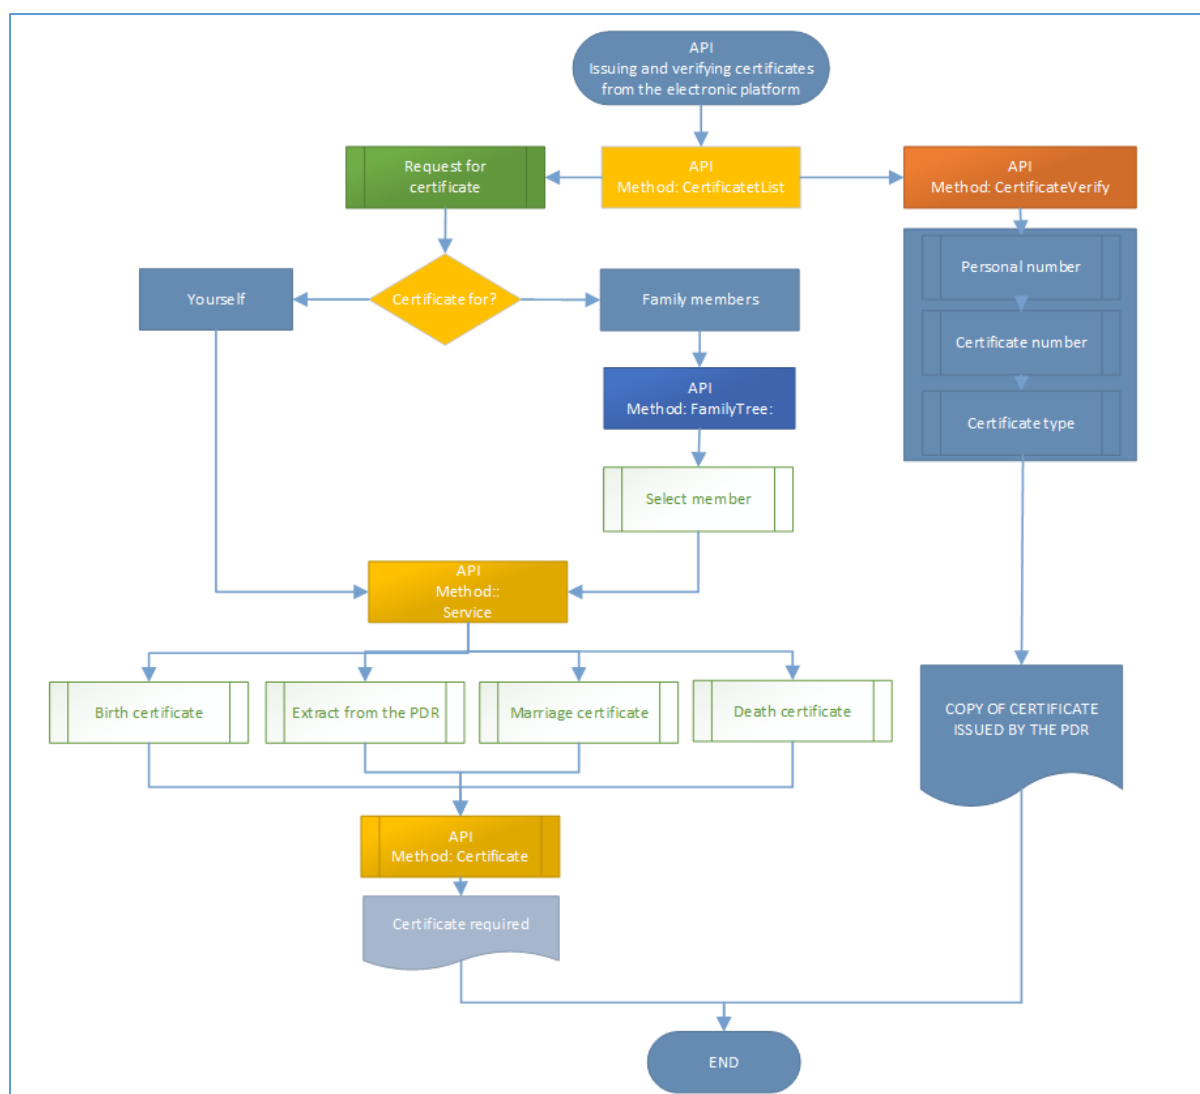 API
Issuing and verifying certificates
from the electronic platform
Request for
certificate
API
Method: CertificatetList
API
Method: CertificateVerify
Personal number
Yourself
Certificate for?
Family members
Certificate number
API
Method: FamilyTree:
Certificate type
Select member
API
Method::
Service
Birth certificate
Extract from the PDR
Marriage certificate
Death certificate
COPY OF CERTIFICATE
ISSUED BY THE PDR
API
Method: Certificate
Certificate required
END